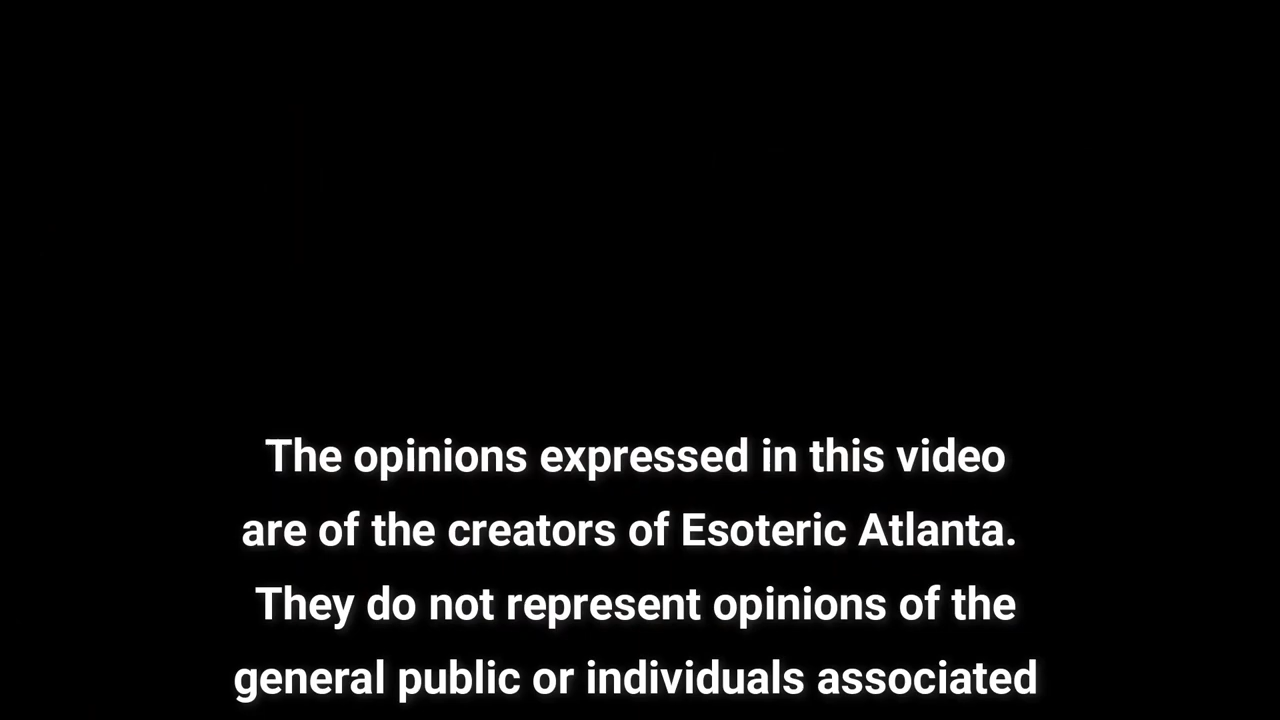 The opinions expressed in this video
are of the creators of Esoteric Atlanta.
They do not represent opinions of the
general public or individuals associated